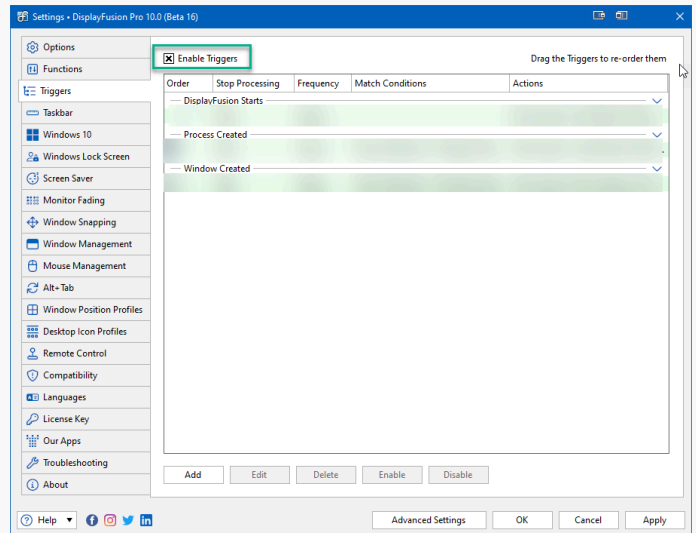 Settings • DisplayFusion Pro 10.0 (Beta 16)
Options
Functions
Triggers
Taskbar
Windows 10
Windows Lock Screen
Screen Saver
Monitor Fading
Window Snapping
Window Management
Mouse Management
Alt+Tab
Window Position Profiles
Desktop Icon Profiles
Remote Control
Compatibility
Languages
License Key
Our Apps
Troubleshooting
About
Enable Triggers
Drag the Triggers to re-order them
Order Stop Processing Frequency Match Conditions Actions
DisplayFusion Starts
Process Created
Window Created
Add Edit Delete Enable Disable
Help Advanced Settings OK Cancel Apply